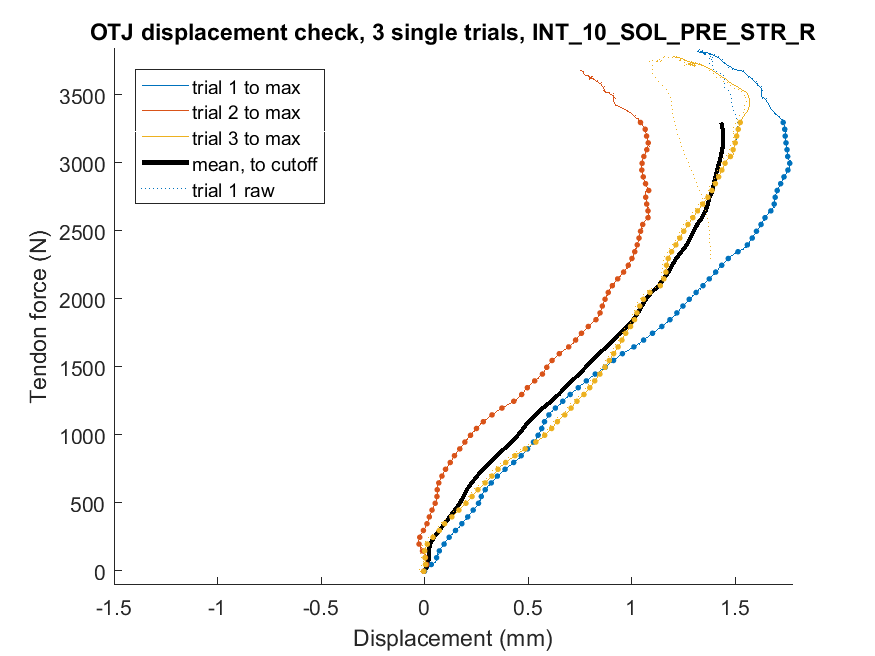 OTJ displacement check, 3 single trials, INT_10_SOL_PRE_STR_R
trial 1 to max
trial 2 to max
trial 3 to max
mean, to cutoff
trial 1 raw
Tendon force (N)
3500
3000
2500
2000
1500
1000
500
0
-1.5 -1 -0.5 0 0.5 1 1.5
Displacement (mm)